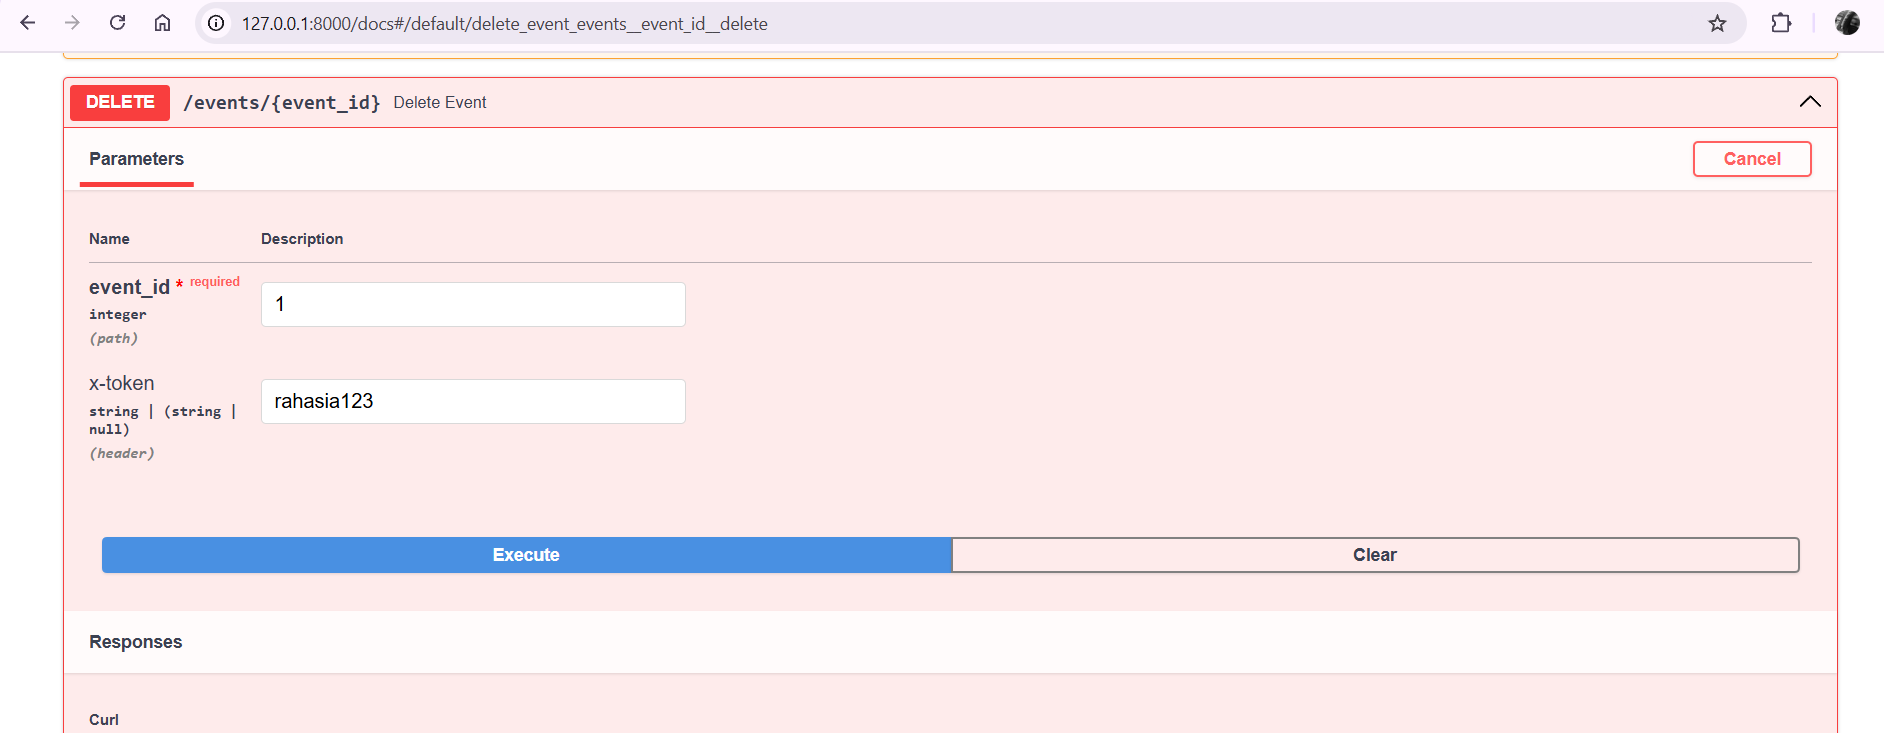 127.0.0.1:8000/docs#/default/delete_event_events__event_id__delete
DELETE /events/{event_id} Delete Event
Parameters
Cancel
Name Description
event_id * required
integer
(path)
1
x-token
string | (string |
null)
(header)
rahasia123
Execute Clear
Responses
Curl